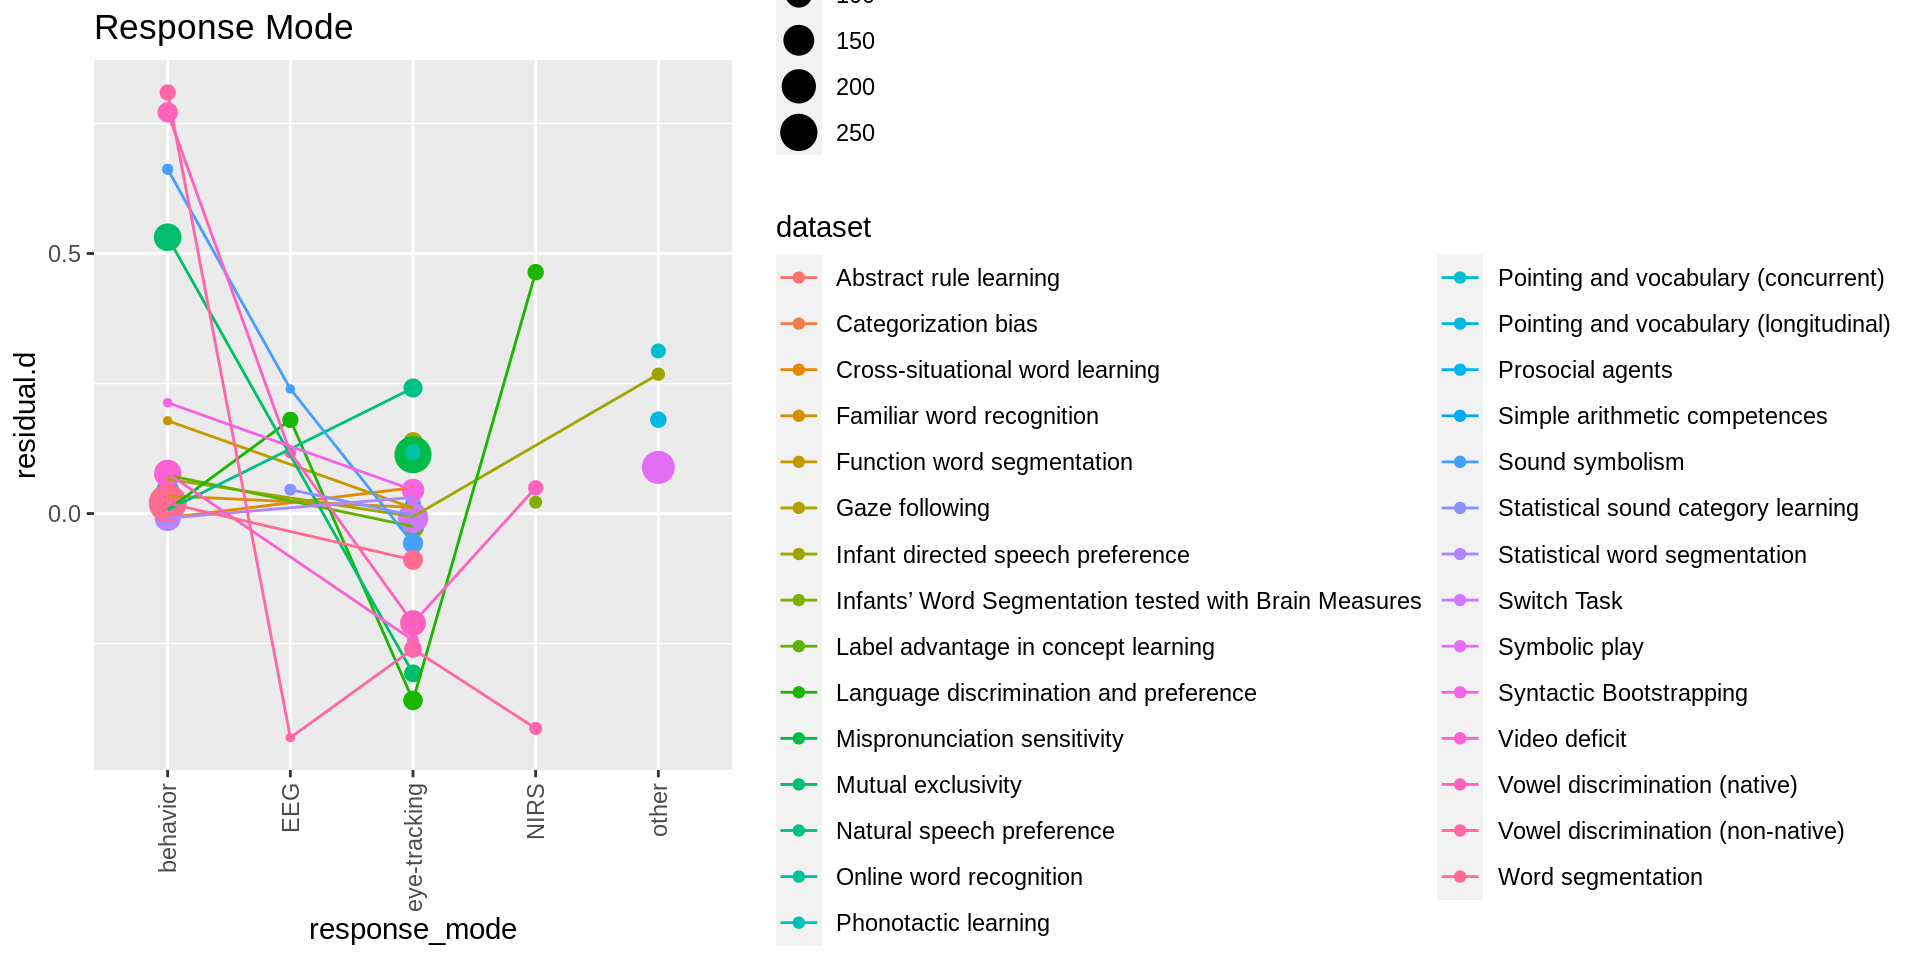 Response Mode
residual.d
0.5
0.0
behavior
EEG
eye-tracking
NIRS
other
response_mode
150
200
250
dataset
Abstract rule learning
Categorization bias
Cross-situational word learning
Familiar word recognition
Function word segmentation
Gaze following
Infant directed speech preference
Infants’ Word Segmentation tested with Brain Measures
Label advantage in concept learning
Language discrimination and preference
Mispronunciation sensitivity
Mutual exclusivity
Natural speech preference
Online word recognition
Phonotactic learning
Pointing and vocabulary (concurrent)
Pointing and vocabulary (longitudinal)
Prosocial agents
Simple arithmetic competences
Sound symbolism
Statistical sound category learning
Statistical word segmentation
Switch Task
Symbolic play
Syntactic Bootstrapping
Video deficit
Vowel discrimination (native)
Vowel discrimination (non-native)
Word segmentation